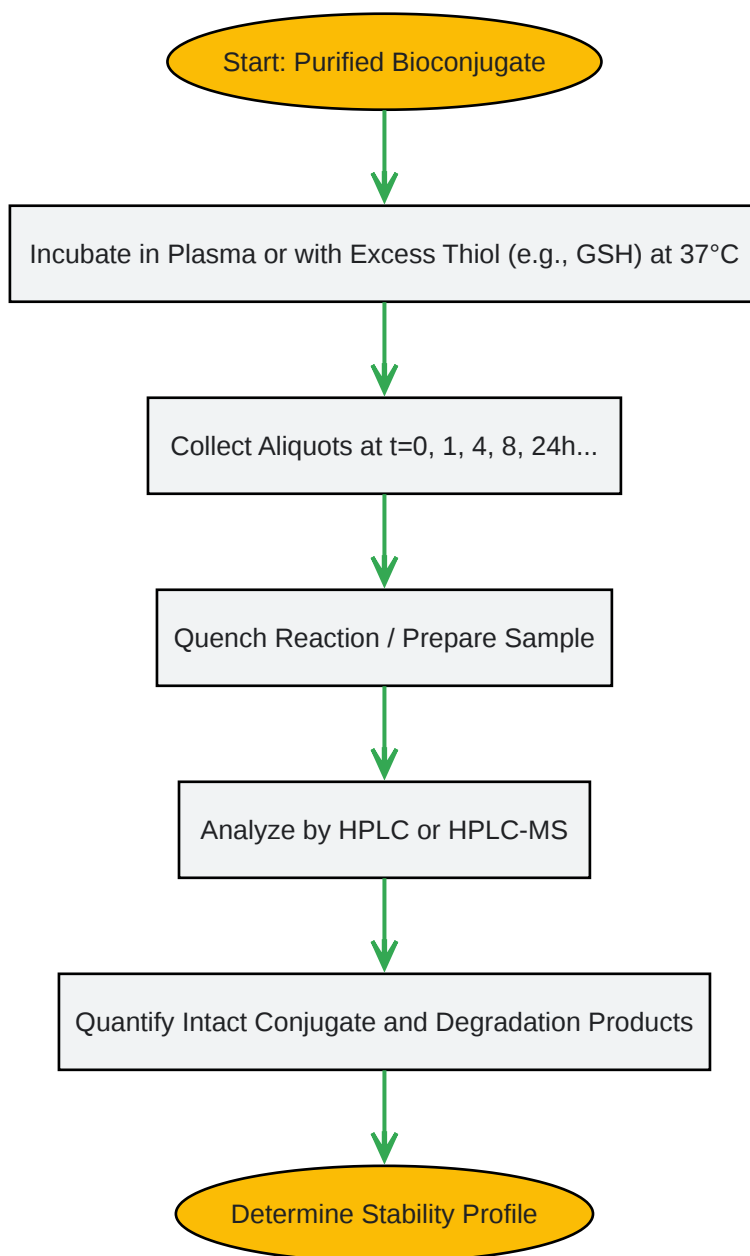 Start: Purified Bioconjugate
Incubate in Plasma or with Excess Thiol (e.g., GSH) at 37°C
Collect Aliquots at t=0, 1, 4, 8, 24h...
Quench Reaction / Prepare Sample
Analyze by HPLC or HPLC-MS
Quantify Intact Conjugate and Degradation Products
Determine Stability Profile